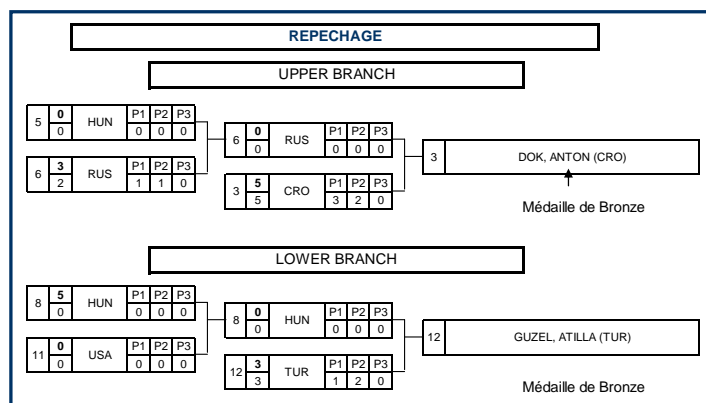 REPECHAGE
UPPER BRANCH
5 0 HUN P1 P2 P3
0 0 0 0
6 0 RUS P1 P2 P3
0 0 0 0
3 DOK, ANTON (CRO)
6 3 RUS P1 P2 P3
2 1 1 0
3 5 CRO P1 P2 P3
5 3 2 0
Médaille de Bronze
LOWER BRANCH
8 5 HUN P1 P2 P3
0 0 0 0
8 0 HUN P1 P2 P3
0 0 0 0
12 GUZEL, ATILLA (TUR)
11 0 USA P1 P2 P3
0 0 0 0
12 3 TUR P1 P2 P3
3 1 2 0
Médaille de Bronze